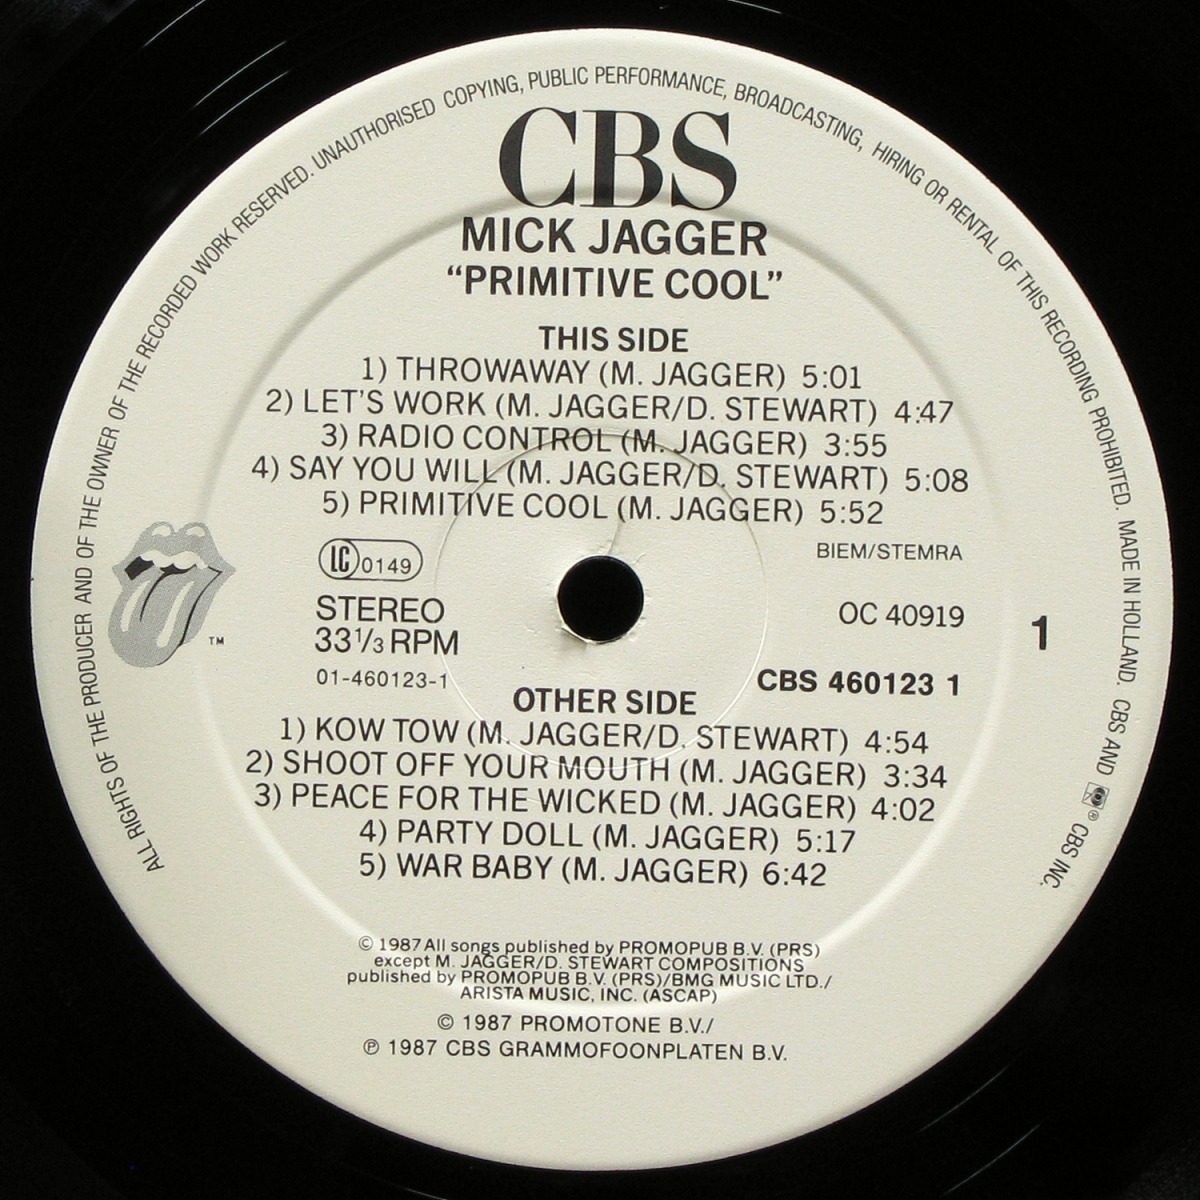 ALL RIGHTS OF THE PRODUCER AND OF THE OWNER OF THE RECORDED WORK RESERVED. UNAUTHORISED COPYING, PUBLIC PERFORMANCE, BROADCASTING, HIRING OR RENTAL OF THIS RECORDING PROHIBITED. MADE IN HOLLAND. CBS AND ® CBS INC.
CBS
MICK JAGGER
“PRIMITIVE COOL”
THIS SIDE
1) THROWAWAY (M. JAGGER) 5:01
2) LET'S WORK (M. JAGGER/D. STEWART) 4:47
3) RADIO CONTROL (M. JAGGER) 3:55
4) SAY YOU WILL (M. JAGGER/D. STEWART) 5:08
5) PRIMITIVE COOL (M. JAGGER) 5:52
LC 0149
BIEM/STEMRA
STEREO
33 1/3 RPM
OC 40919
1
TM
01-460123-1
CBS 460123 1
OTHER SIDE
1) KOW TOW (M. JAGGER/D. STEWART) 4:54
2) SHOOT OFF YOUR MOUTH (M. JAGGER) 3:34
3) PEACE FOR THE WICKED (M. JAGGER) 4:02
4) PARTY DOLL (M. JAGGER) 5:17
5) WAR BABY (M. JAGGER) 6:42
© 1987 All songs published by PROMOPUB B.V. (PRS)
except M. JAGGER/D. STEWART COMPOSITIONS
published by PROMOPUB B.V. (PRS)/BMG MUSIC LTD./
ARISTA MUSIC, INC. (ASCAP)
© 1987 PROMOTONE B.V./
℗ 1987 CBS GRAMMOFOONPLATEN B.V.